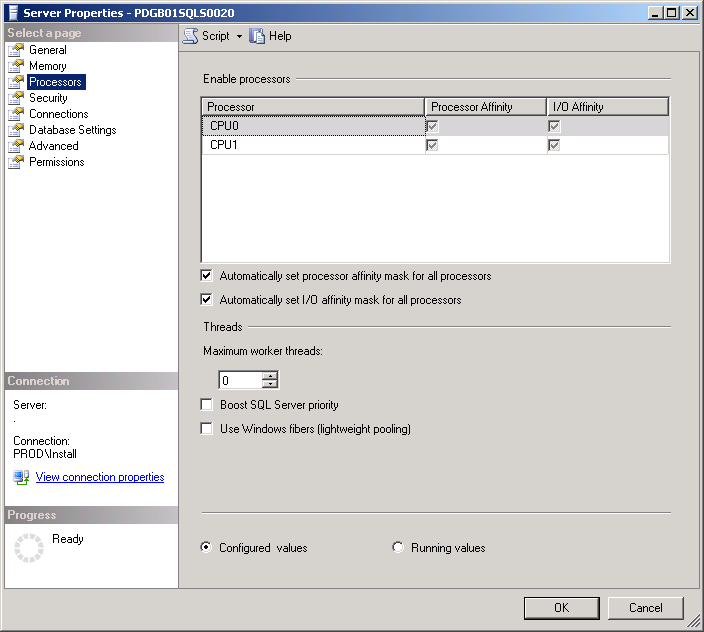 Server Properties - PDGB01SQLS0020
Select a page
General
Memory
Processors
Security
Connections
Database Settings
Advanced
Permissions
Script
Help
Enable processors
Processor Processor Affinity I/O Affinity
CPU0
CPU1
Automatically set processor affinity mask for all processors
Automatically set I/O affinity mask for all processors
Threads
Maximum worker threads:
0
Boost SQL Server priority
Use Windows fibers (lightweight pooling)
Connection
Server:
.
Connection:
PROD\Install
View connection properties
Progress
Ready
Configured values
Running values
OK
Cancel